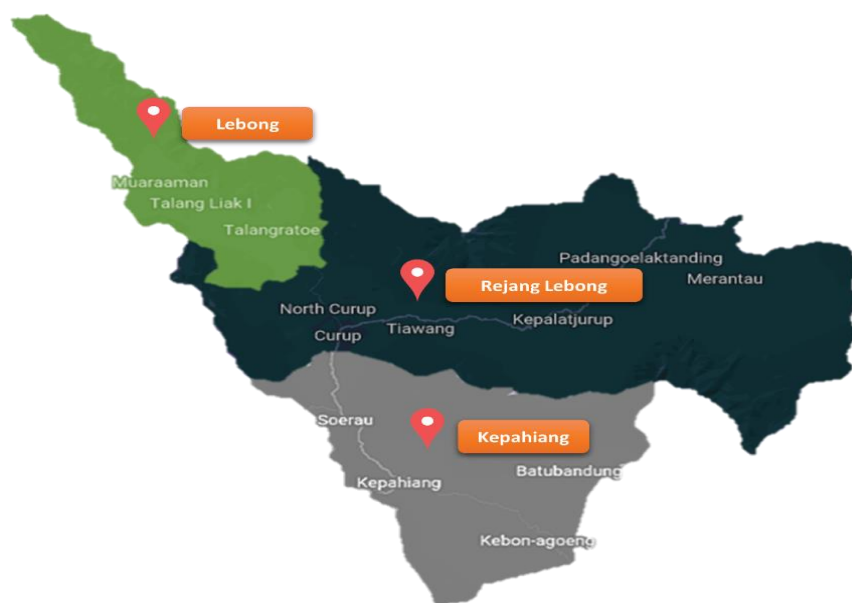 Lebong
Muaraaman
Talang Liak I
Talangratoe
Padangoelaktanding
Rejang Lebong
Merantau
North Curup
Tiawang
Kepalatjurup
Curup
Soerau
Kepahiang
Batubandung
Kepahiang
Kebon-agoeng